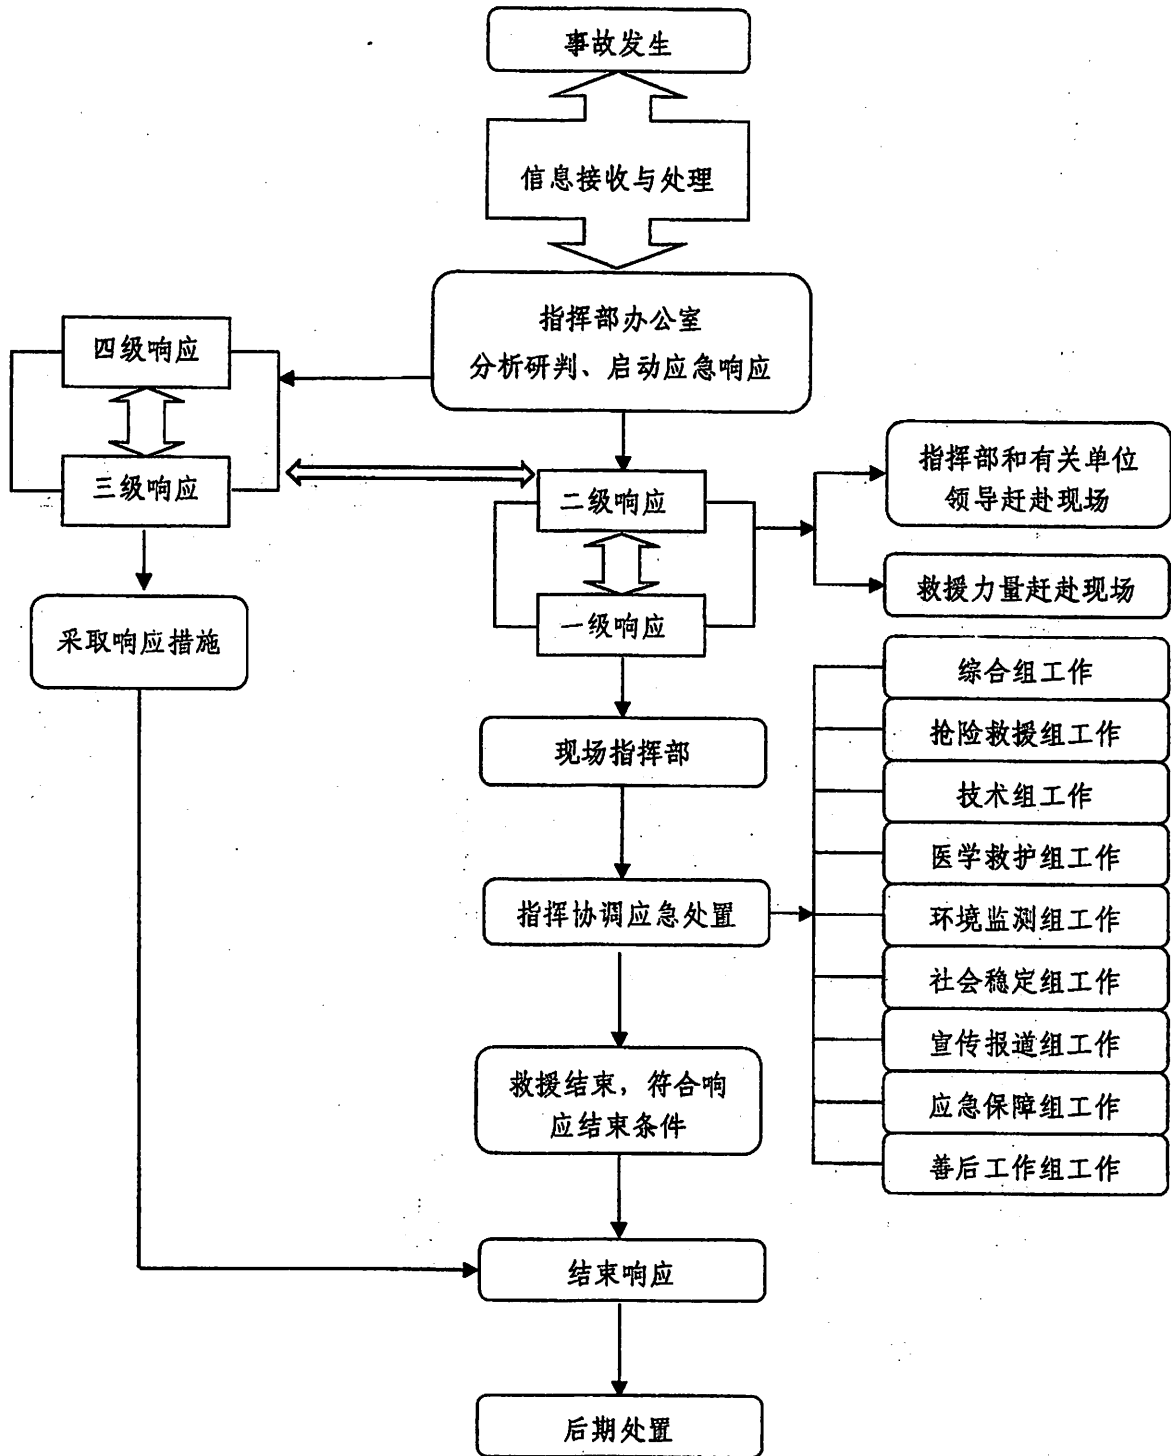 事故发生
信息接收与处理
指挥部办公室
分析研判、启动应急响应
四级响应
三级响应
采取响应措施
二级响应
一级响应
指挥部和有关单位
领导赶赴现场
救援力量赶赴现场
现场指挥部
指挥协调应急处置
综合组工作
抢险救援组工作
技术组工作
医学救护组工作
环境监测组工作
社会稳定组工作
宣传报道组工作
应急保障组工作
善后工作组工作
救援结束，符合响
应结束条件
结束响应
后期处置